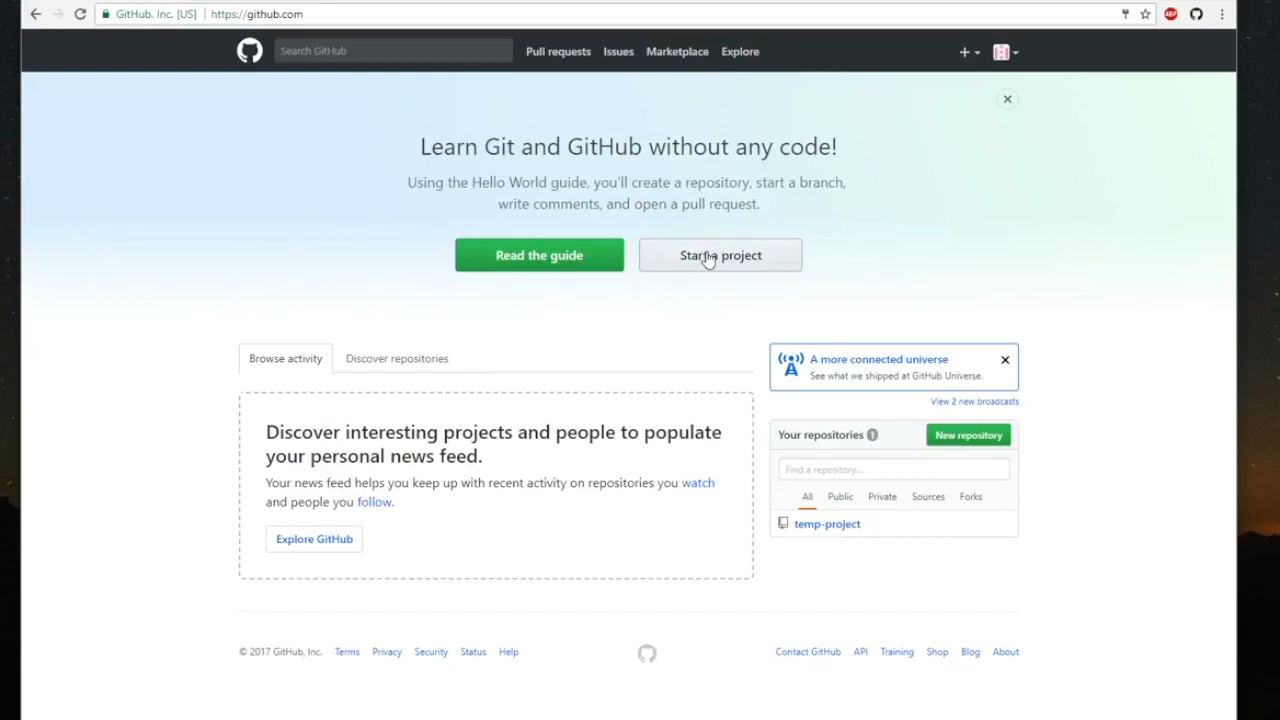 GitHub, Inc. [US] https://github.com
ABP
Search GitHub Pull requests Issues Marketplace Explore
Learn Git and GitHub without any code!
Using the Hello World guide, you'll create a repository, start a branch,
write comments, and open a pull request.
Read the guide Start a project
Browse activity Discover repositories
Discover interesting projects and people to populate
your personal news feed.
Your news feed helps you keep up with recent activity on repositories you watch
and people you follow.
Explore GitHub
A more connected universe
See what we shipped at GitHub Universe.
View 2 new broadcasts
Your repositories 1 New repository
Find a repository...
All Public Private Sources Forks
temp-project
© 2017 GitHub, Inc. Terms Privacy Security Status Help Contact GitHub API Training Shop Blog About